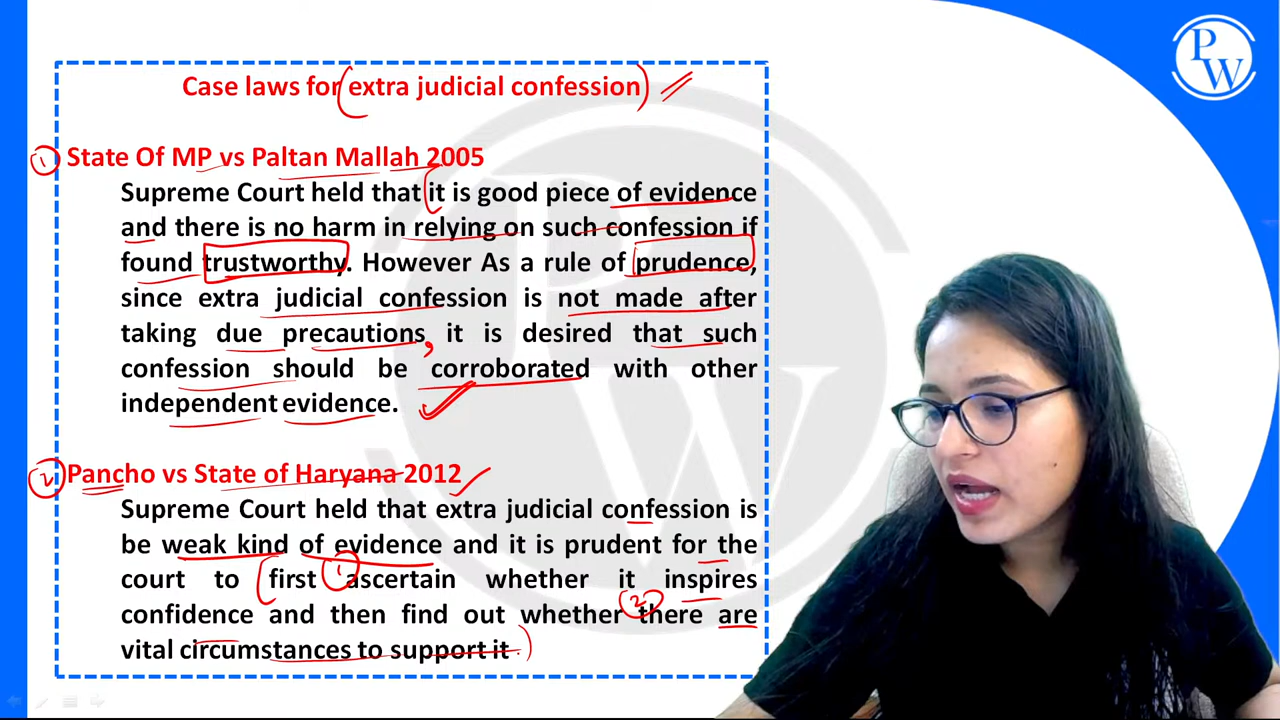 PW
Case laws for (extra judicial confession)
1 State Of MP vs Paltan Mallah 2005
Supreme Court held that it is good piece of evidence
and there is no harm in relying on such confession if
found trustworthy. However As a rule of prudence,
since extra judicial confession is not made after
taking due precautions, it is desired that such
confession should be corroborated with other
independent evidence.
2 Pancho vs State of Haryana 2012
Supreme Court held that extra judicial confession is
be weak kind of evidence and it is prudent for the
court to first 1 ascertain whether it inspires
confidence and then find out whether 2 there are
vital circumstances to support it.